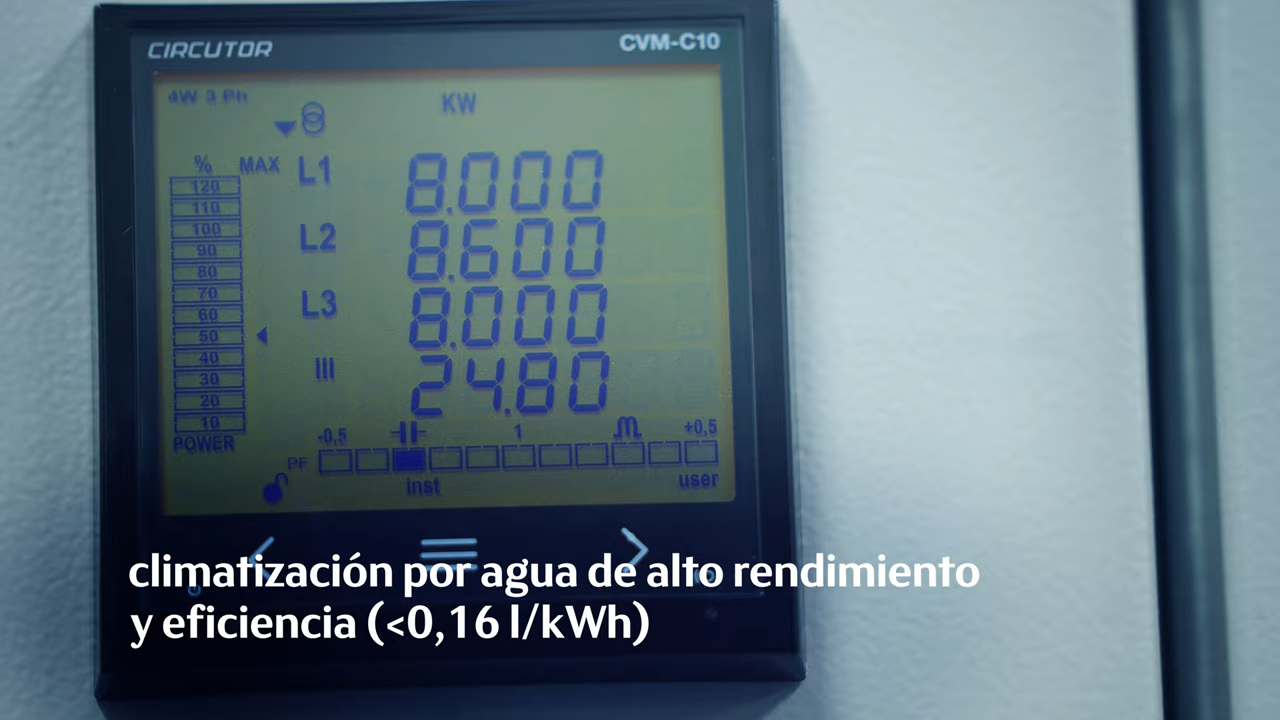 CIRCUTOR CVM-C10
4W 3 Ph KW
% MAX L1 8.000
120
110
100
L2 8.600
90
80
70
L3 8.000
60
50
40
III 24.80
30
20
10
POWER
-0,5 1 +0,5
PF
inst user
climatización por agua de alto rendimiento
y eficiencia (<0,16 l/kWh)